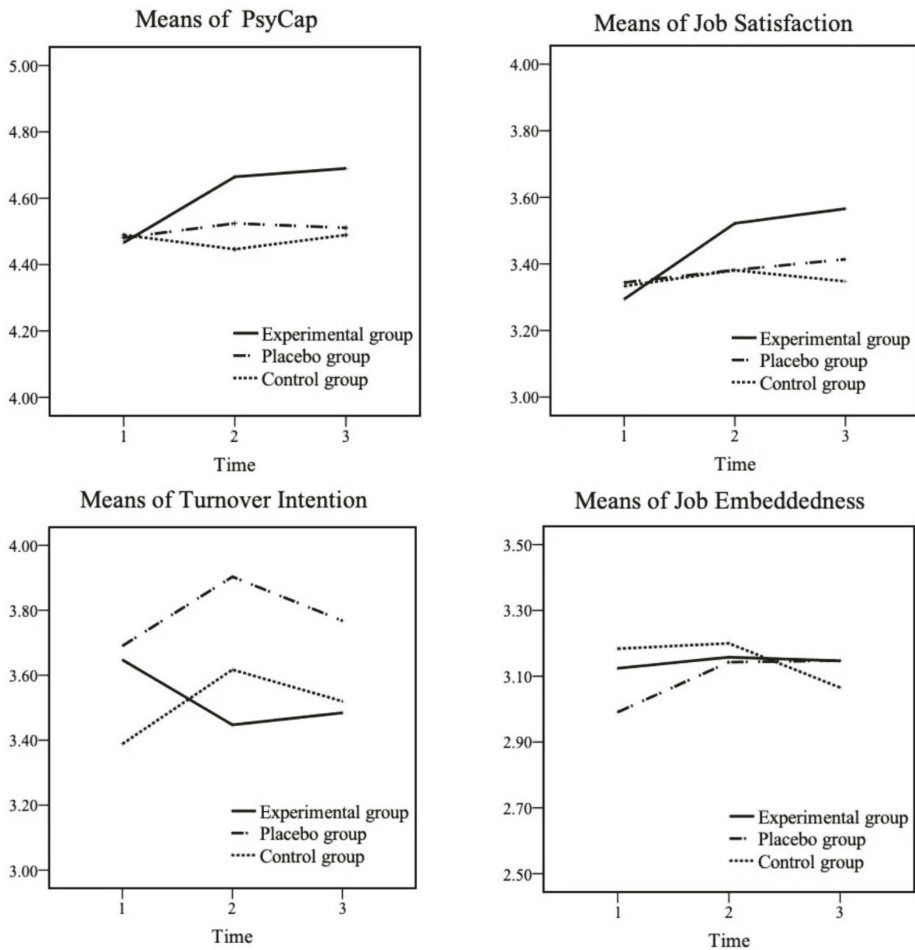 Means of PsyCap
5.00
4.80
4.60
4.40
4.20
4.00
Experimental group
Placebo group
Control group
1 2 3
Time
Means of Job Satisfaction
4.00
3.80
3.60
3.40
3.20
3.00
Experimental group
Placebo group
Control group
1 2 3
Time
Means of Turnover Intention
4.00
3.80
3.60
3.40
3.20
3.00
Experimental group
Placebo group
Control group
1 2 3
Time
Means of Job Embeddedness
3.50
3.30
3.10
2.90
2.70
2.50
Experimental group
Placebo group
Control group
1 2 3
Time